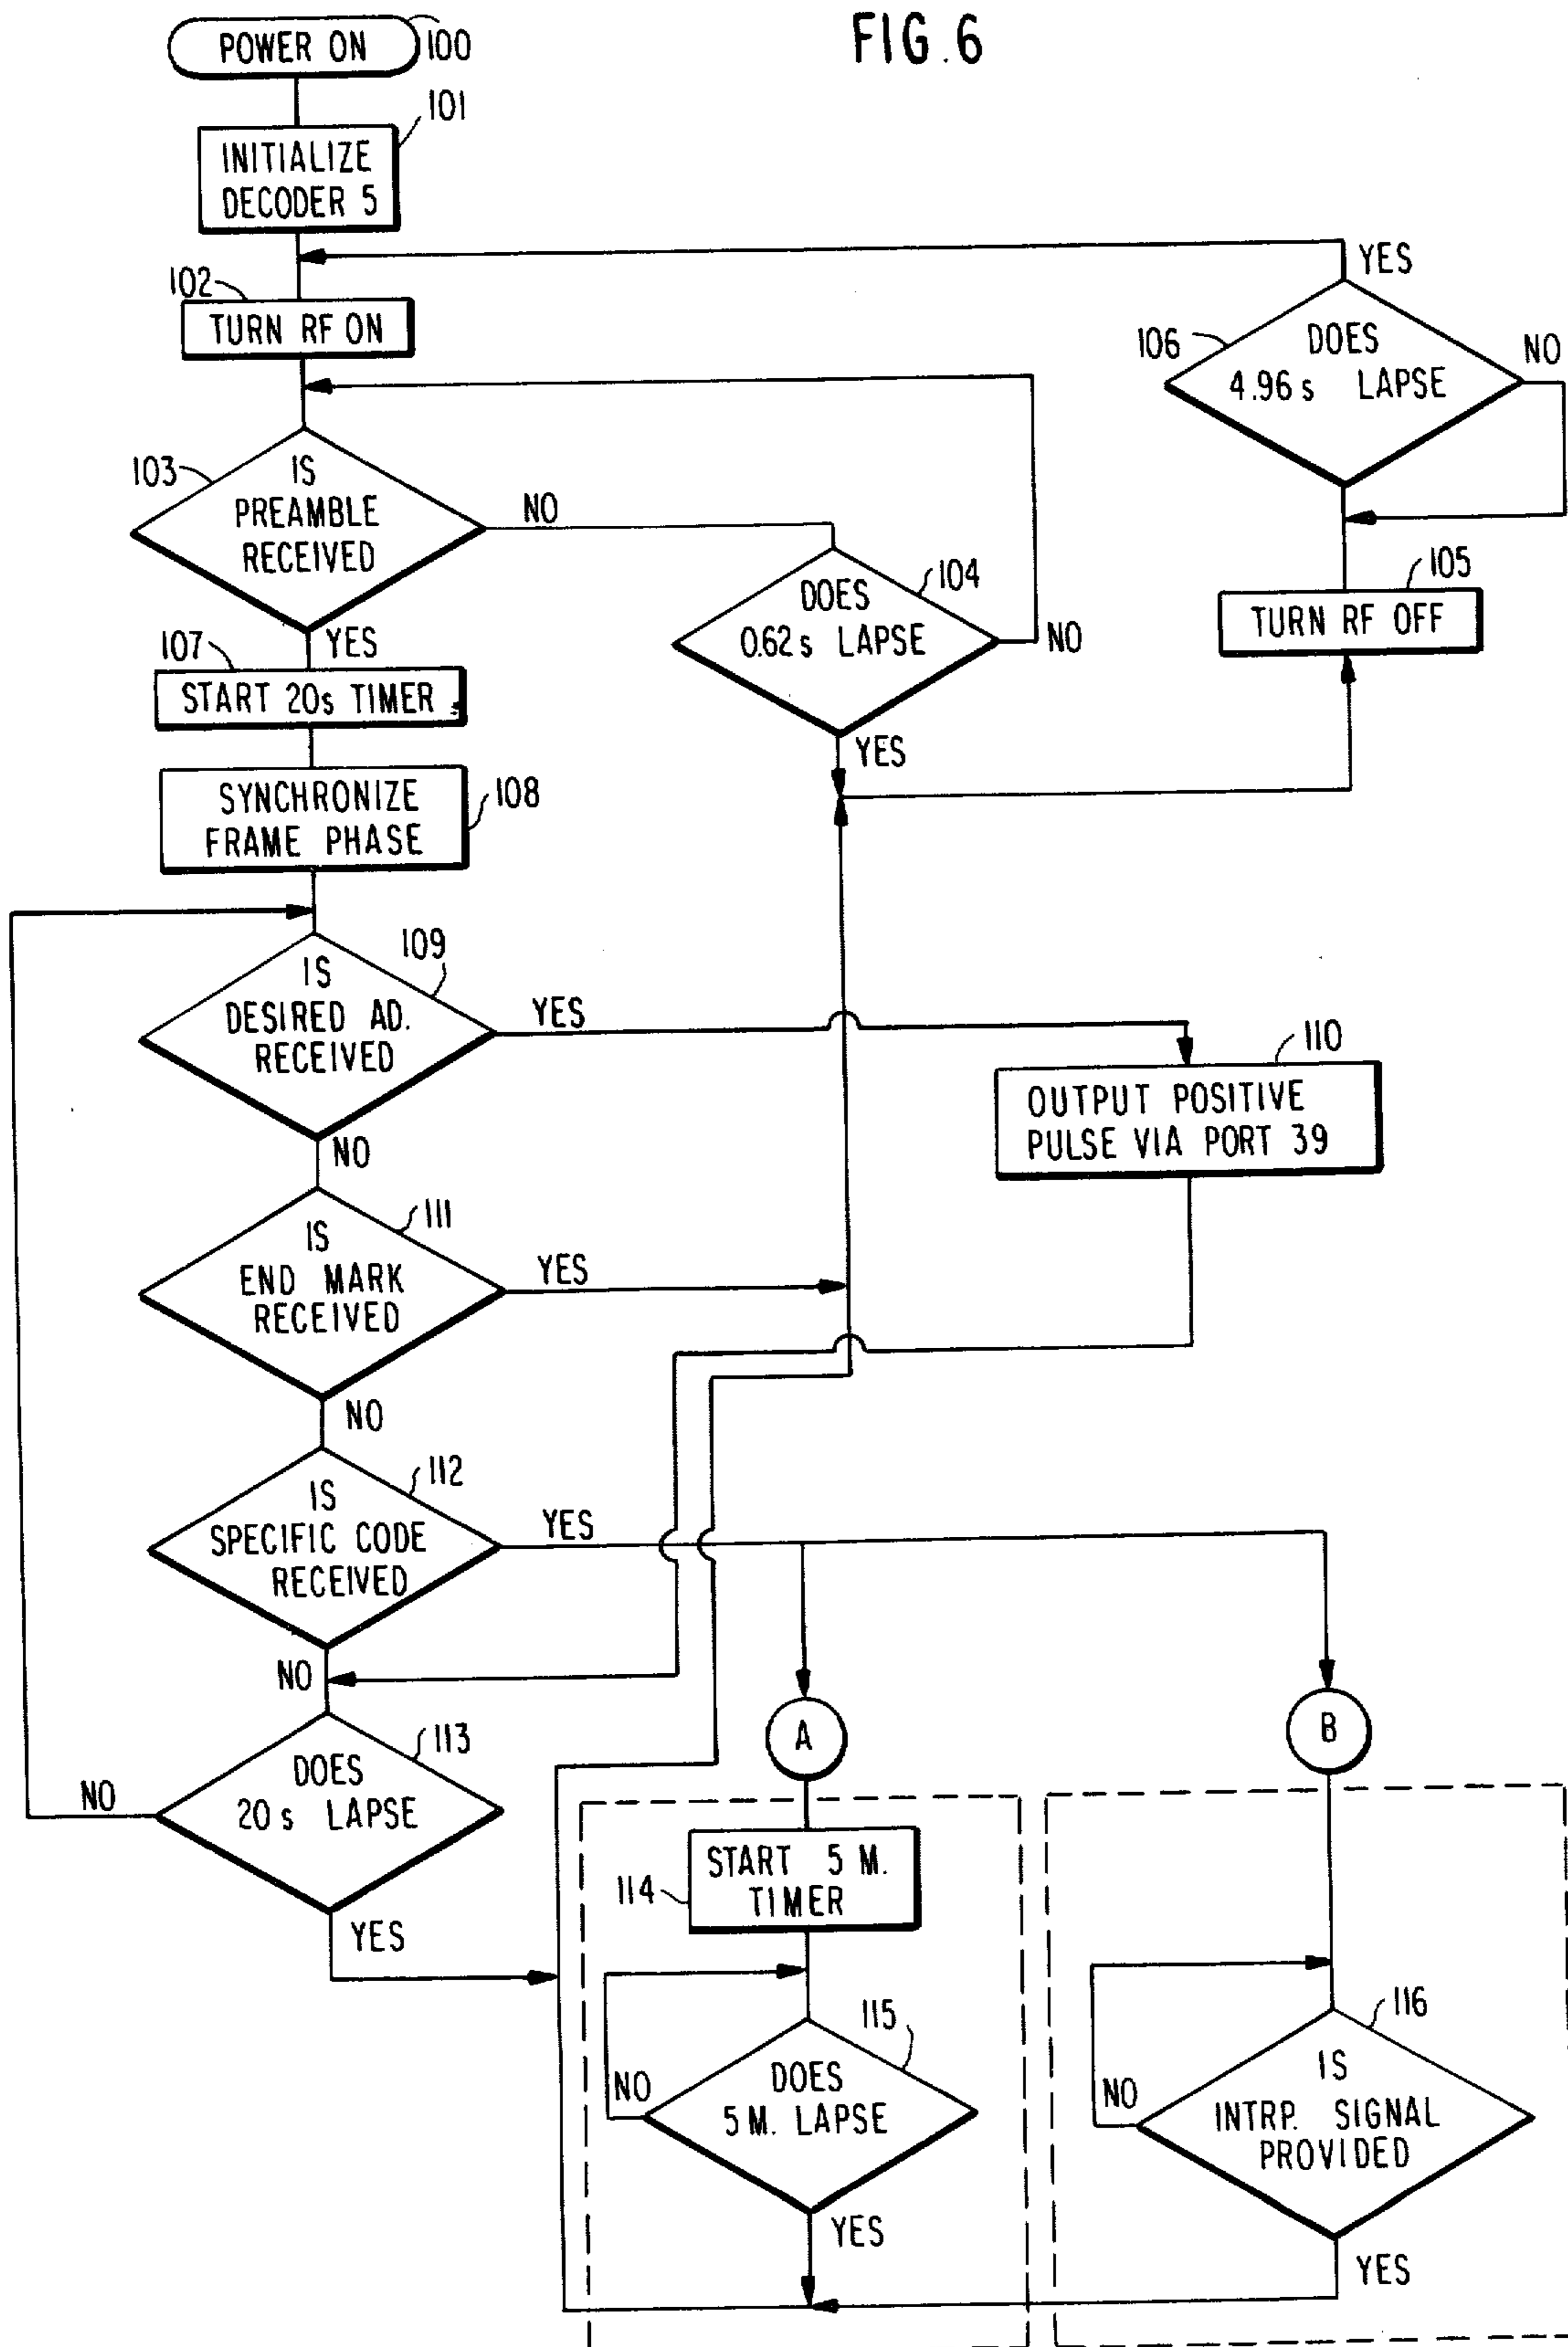 FIG.6
POWER ON
100
101
INITIALIZE
DECODER 5
102
TURN RF ON
YES
106
DOES
4.96s LAPSE
NO
103
IS
PREAMBLE
RECEIVED
NO
104
DOES
0.62s LAPSE
NO
YES
105
TURN RF OFF
YES
107
START 20s TIMER
SYNCHRONIZE
FRAME PHASE
108
109
IS
DESIRED AD.
RECEIVED
YES
110
OUTPUT POSITIVE
PULSE VIA PORT 39
NO
111
IS
END MARK
RECEIVED
YES
NO
112
IS
SPECIFIC CODE
RECEIVED
YES
NO
113
DOES
20s LAPSE
NO
YES
A
B
START 5 M.
TIMER
114
115
DOES
5 M. LAPSE
NO
YES
116
IS
INTRP. SIGNAL
PROVIDED
NO
YES